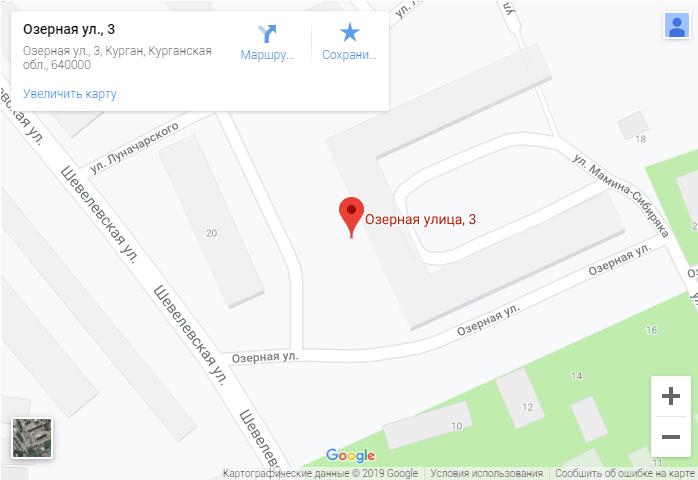 Озерная ул., 3
Озерная ул., 3, Курган, Курганская
обл., 640000
Маршру...
Сохрани...
Увеличить карту
ул.
ул.
Шевелевская ул.
ул. Луначарского
18
ул. Мамина-Сибиряка
20
Озерная улица, 3
Шевелевская ул.
Озерная ул.
Озерная ул.
Озерная ул.
ул.
16
14
12
10
Шевелевская ул.
Google
Картографические данные © 2019 Google
Условия использования
Сообщить об ошибке на карте